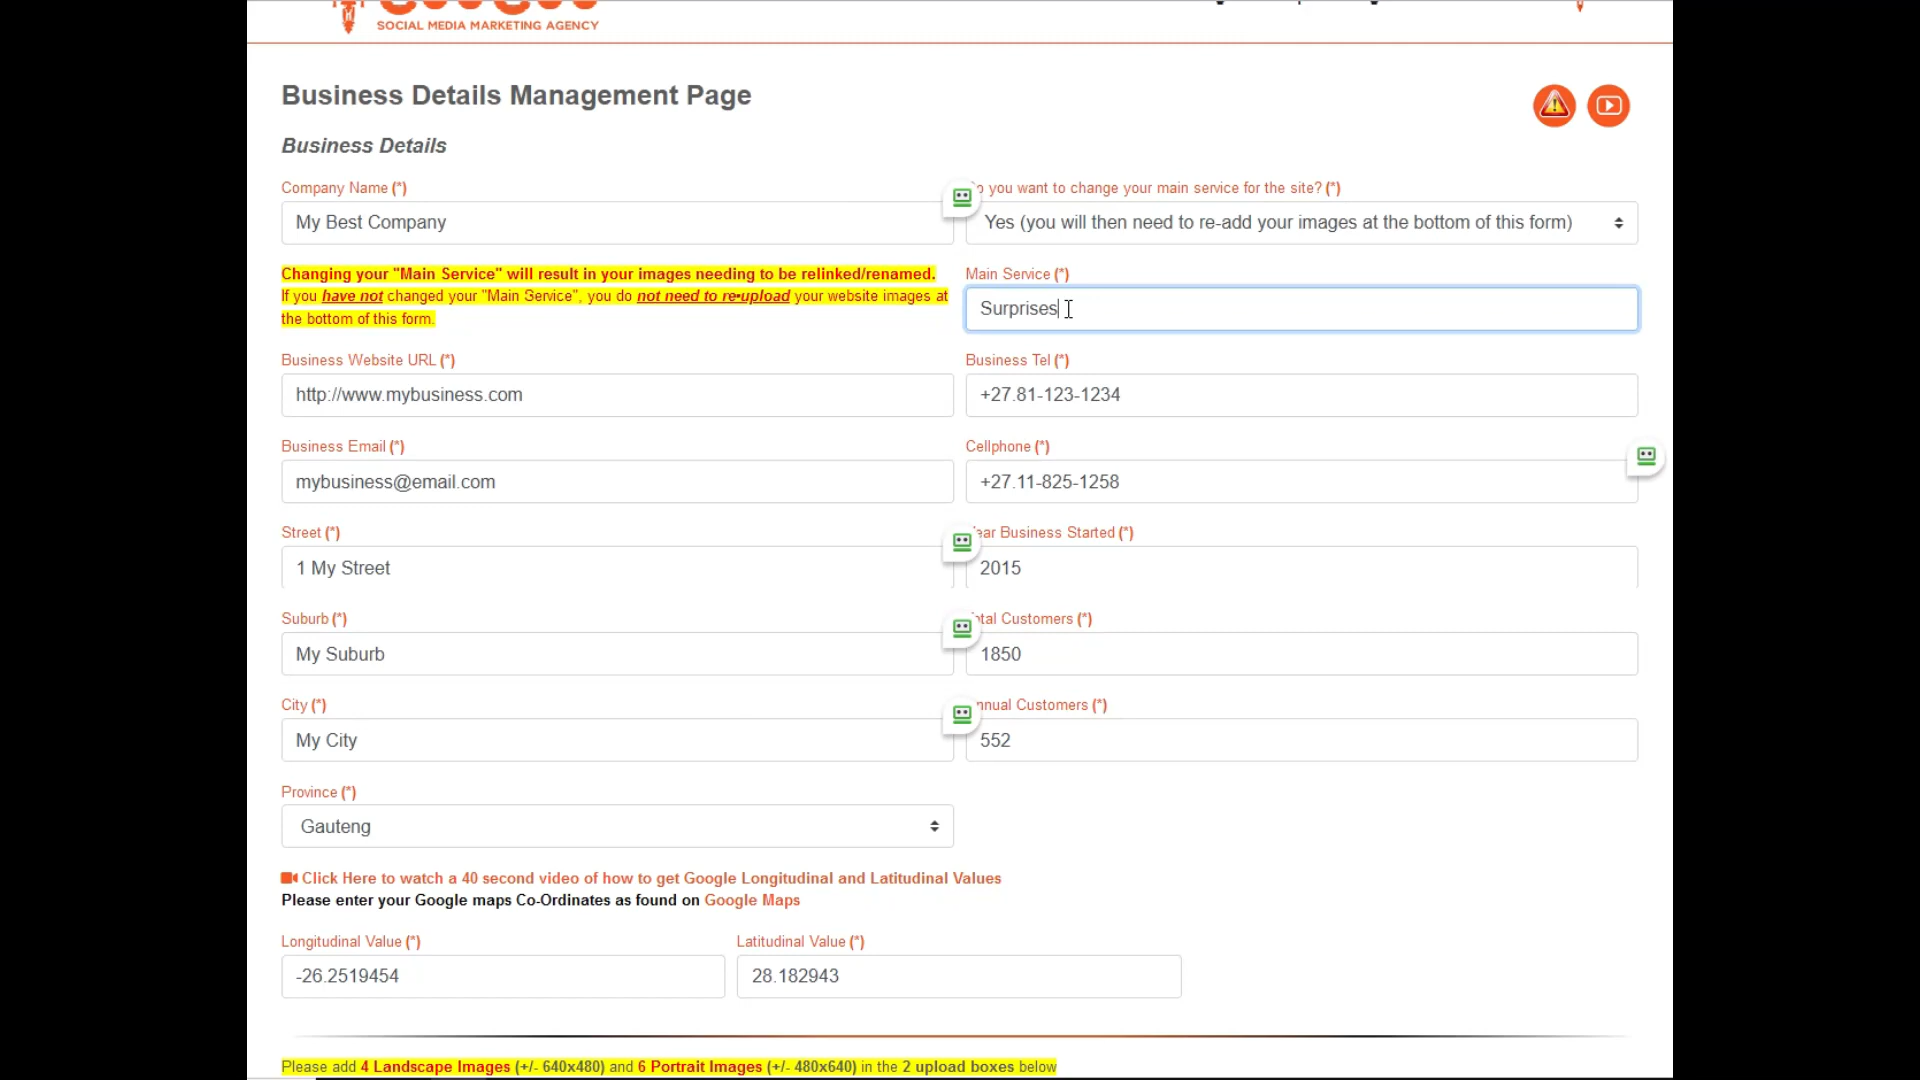 SOCIAL MEDIA MARKETING AGENCY
Business Details Management Page
Business Details
Company Name (*)
My Best Company
o you want to change your main service for the site? (*)
Yes (you will then need to re-add your images at the bottom of this form)
Changing your "Main Service" will result in your images needing to be relinked/renamed.
If you have not changed your "Main Service", you do not need to re-upload your website images at
the bottom of this form.
Main Service (*)
Surprises
Business Website URL (*)
http://www.mybusiness.com
Business Tel (*)
+27.81-123-1234
Business Email (*)
mybusiness@email.com
Cellphone (*)
+27.11-825-1258
Street (*)
1 My Street
ear Business Started (*)
2015
Suburb (*)
My Suburb
otal Customers (*)
1850
City (*)
My City
nnual Customers (*)
552
Province (*)
Gauteng
Click Here to watch a 40 second video of how to get Google Longitudinal and Latitudinal Values
Please enter your Google maps Co-Ordinates as found on Google Maps
Longitudinal Value (*)
-26.2519454
Latitudinal Value (*)
28.182943
Please add 4 Landscape Images (+/- 640x480) and 6 Portrait Images (+/- 480x640) in the 2 upload boxes below